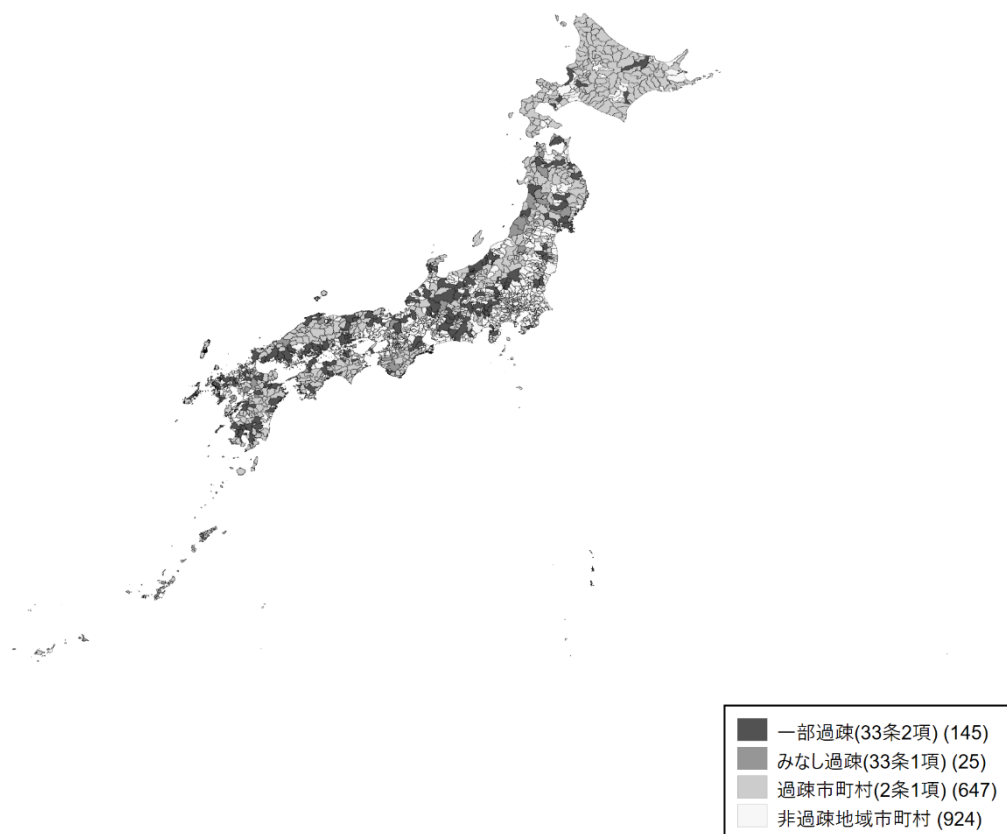 一部過疎(33条2項) (145)
みなし過疎(33条1項) (25)
過疎市町村(2条1項) (647)
非過疎地域市町村 (924)